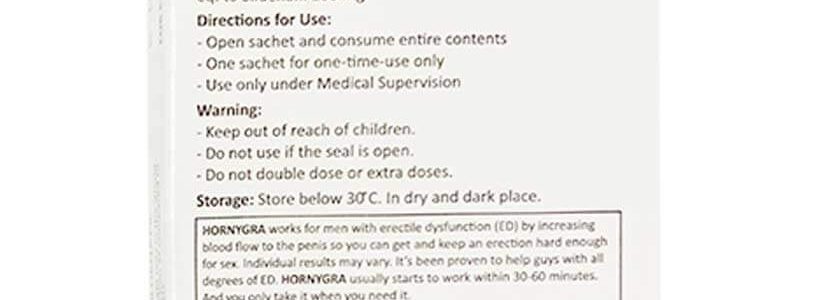 Directions for Use:
- Open sachet and consume entire contents
- One sachet for one-time-use only
- Use only under Medical Supervision
Warning:
- Keep out of reach of children.
- Do not use if the seal is open.
- Do not double dose or extra doses.
Storage: Store below 30°C. In dry and dark place.
HORNYGRA works for men with erectile dysfunction (ED) by increasing
blood flow to the penis so you can get and keep an erection hard enough
for sex. Individual results may vary. It's been proven to help guys with all
degrees of ED. HORNYGRA usually starts to work within 30-60 minutes.
And you only take it when you need it.